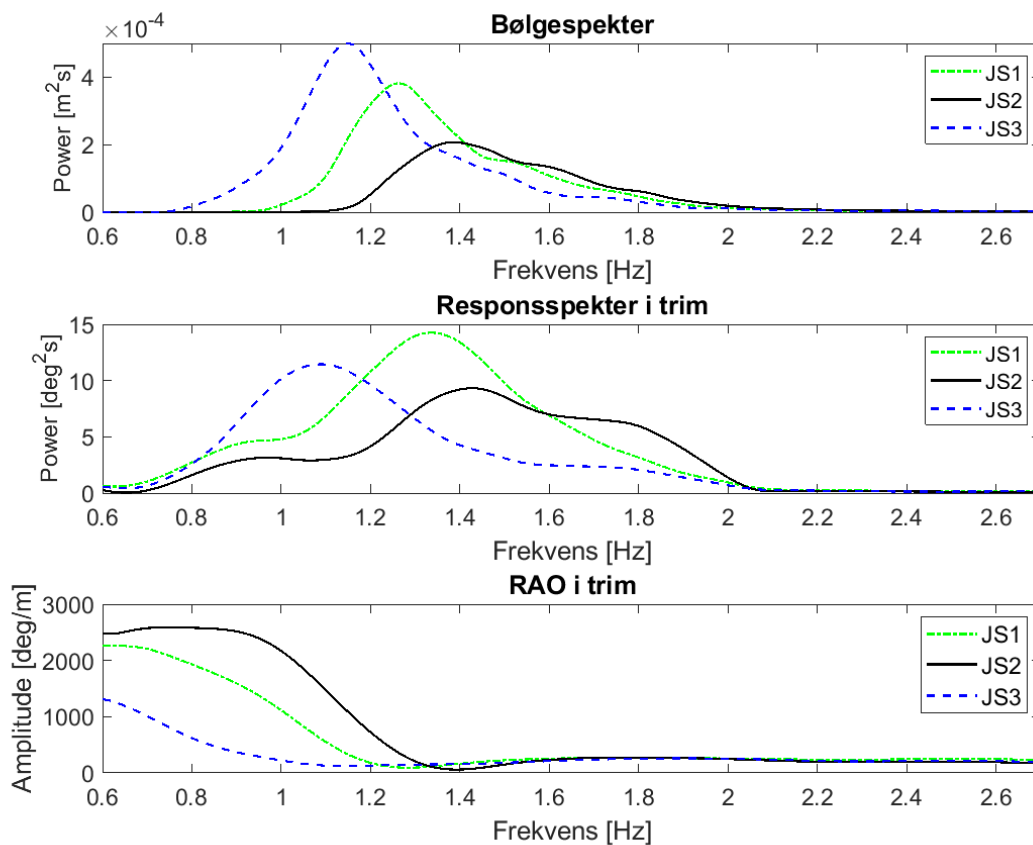 Bølgespekter
×10⁻⁴
Power [m²s]
4
2
0
0.6 0.8 1 1.2 1.4 1.6 1.8 2 2.2 2.4 2.6
Frekvens [Hz]
JS1
JS2
JS3
Responsspekter i trim
Power [deg²s]
15
10
5
0
0.6 0.8 1 1.2 1.4 1.6 1.8 2 2.2 2.4 2.6
Frekvens [Hz]
JS1
JS2
JS3
RAO i trim
Amplitude [deg/m]
3000
2000
1000
0
0.6 0.8 1 1.2 1.4 1.6 1.8 2 2.2 2.4 2.6
Frekvens [Hz]
JS1
JS2
JS3